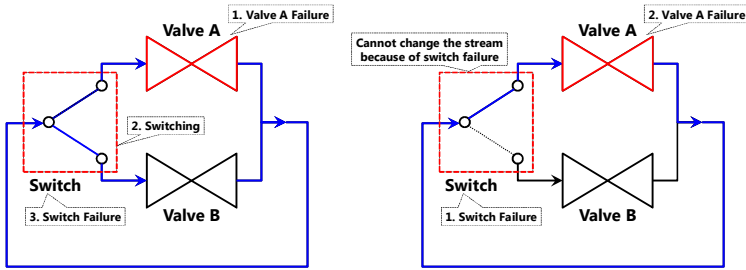 1. Valve A Failure
Valve A
2. Switching
Switch
3. Switch Failure
Valve B
2. Valve A Failure
Valve A
Cannot change the stream
because of switch failure
Switch
1. Switch Failure
Valve B